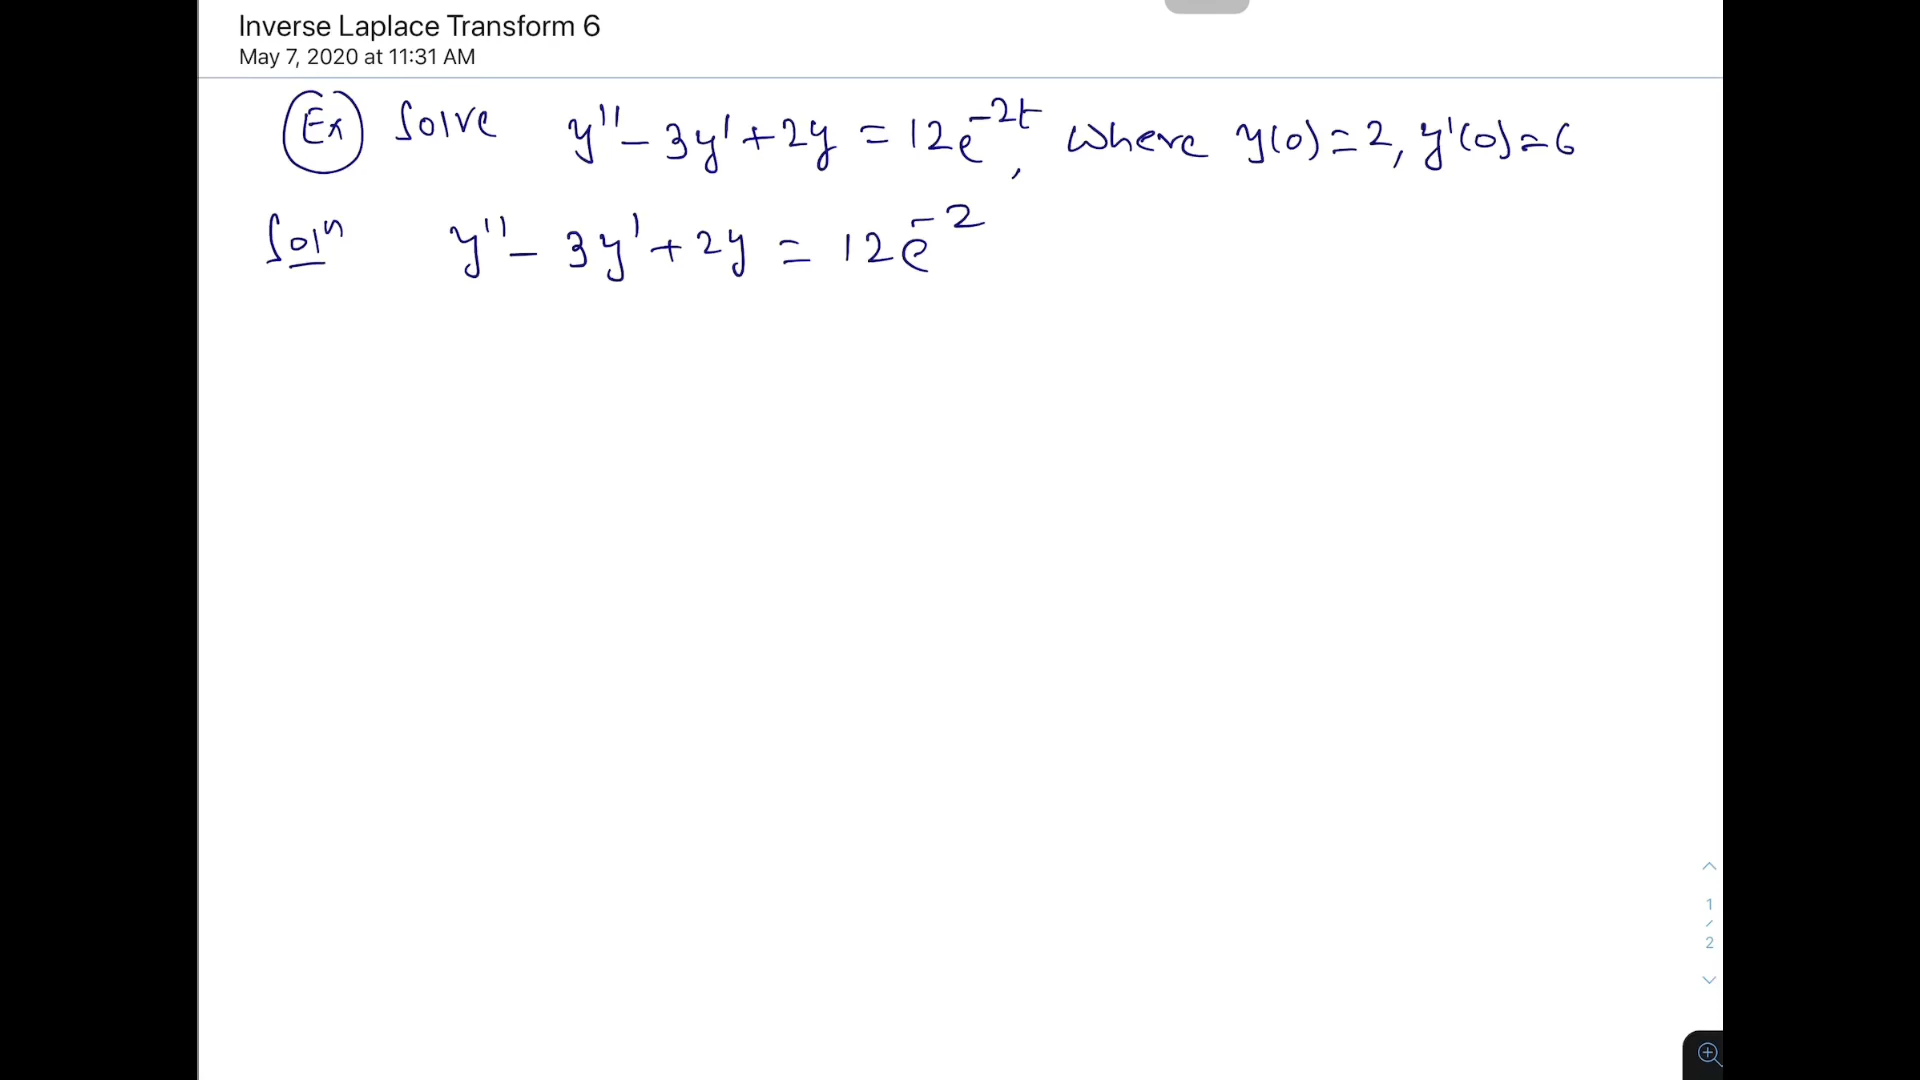 Inverse Laplace Transform 6
May 7, 2020 at 11:31 AM
Ex Solve y'' - 3y' + 2y = 12e^{-2t}, where y(0)=2, y'(0)=6
Solⁿ y'' - 3y' + 2y = 12e^{-2}
1
/
2